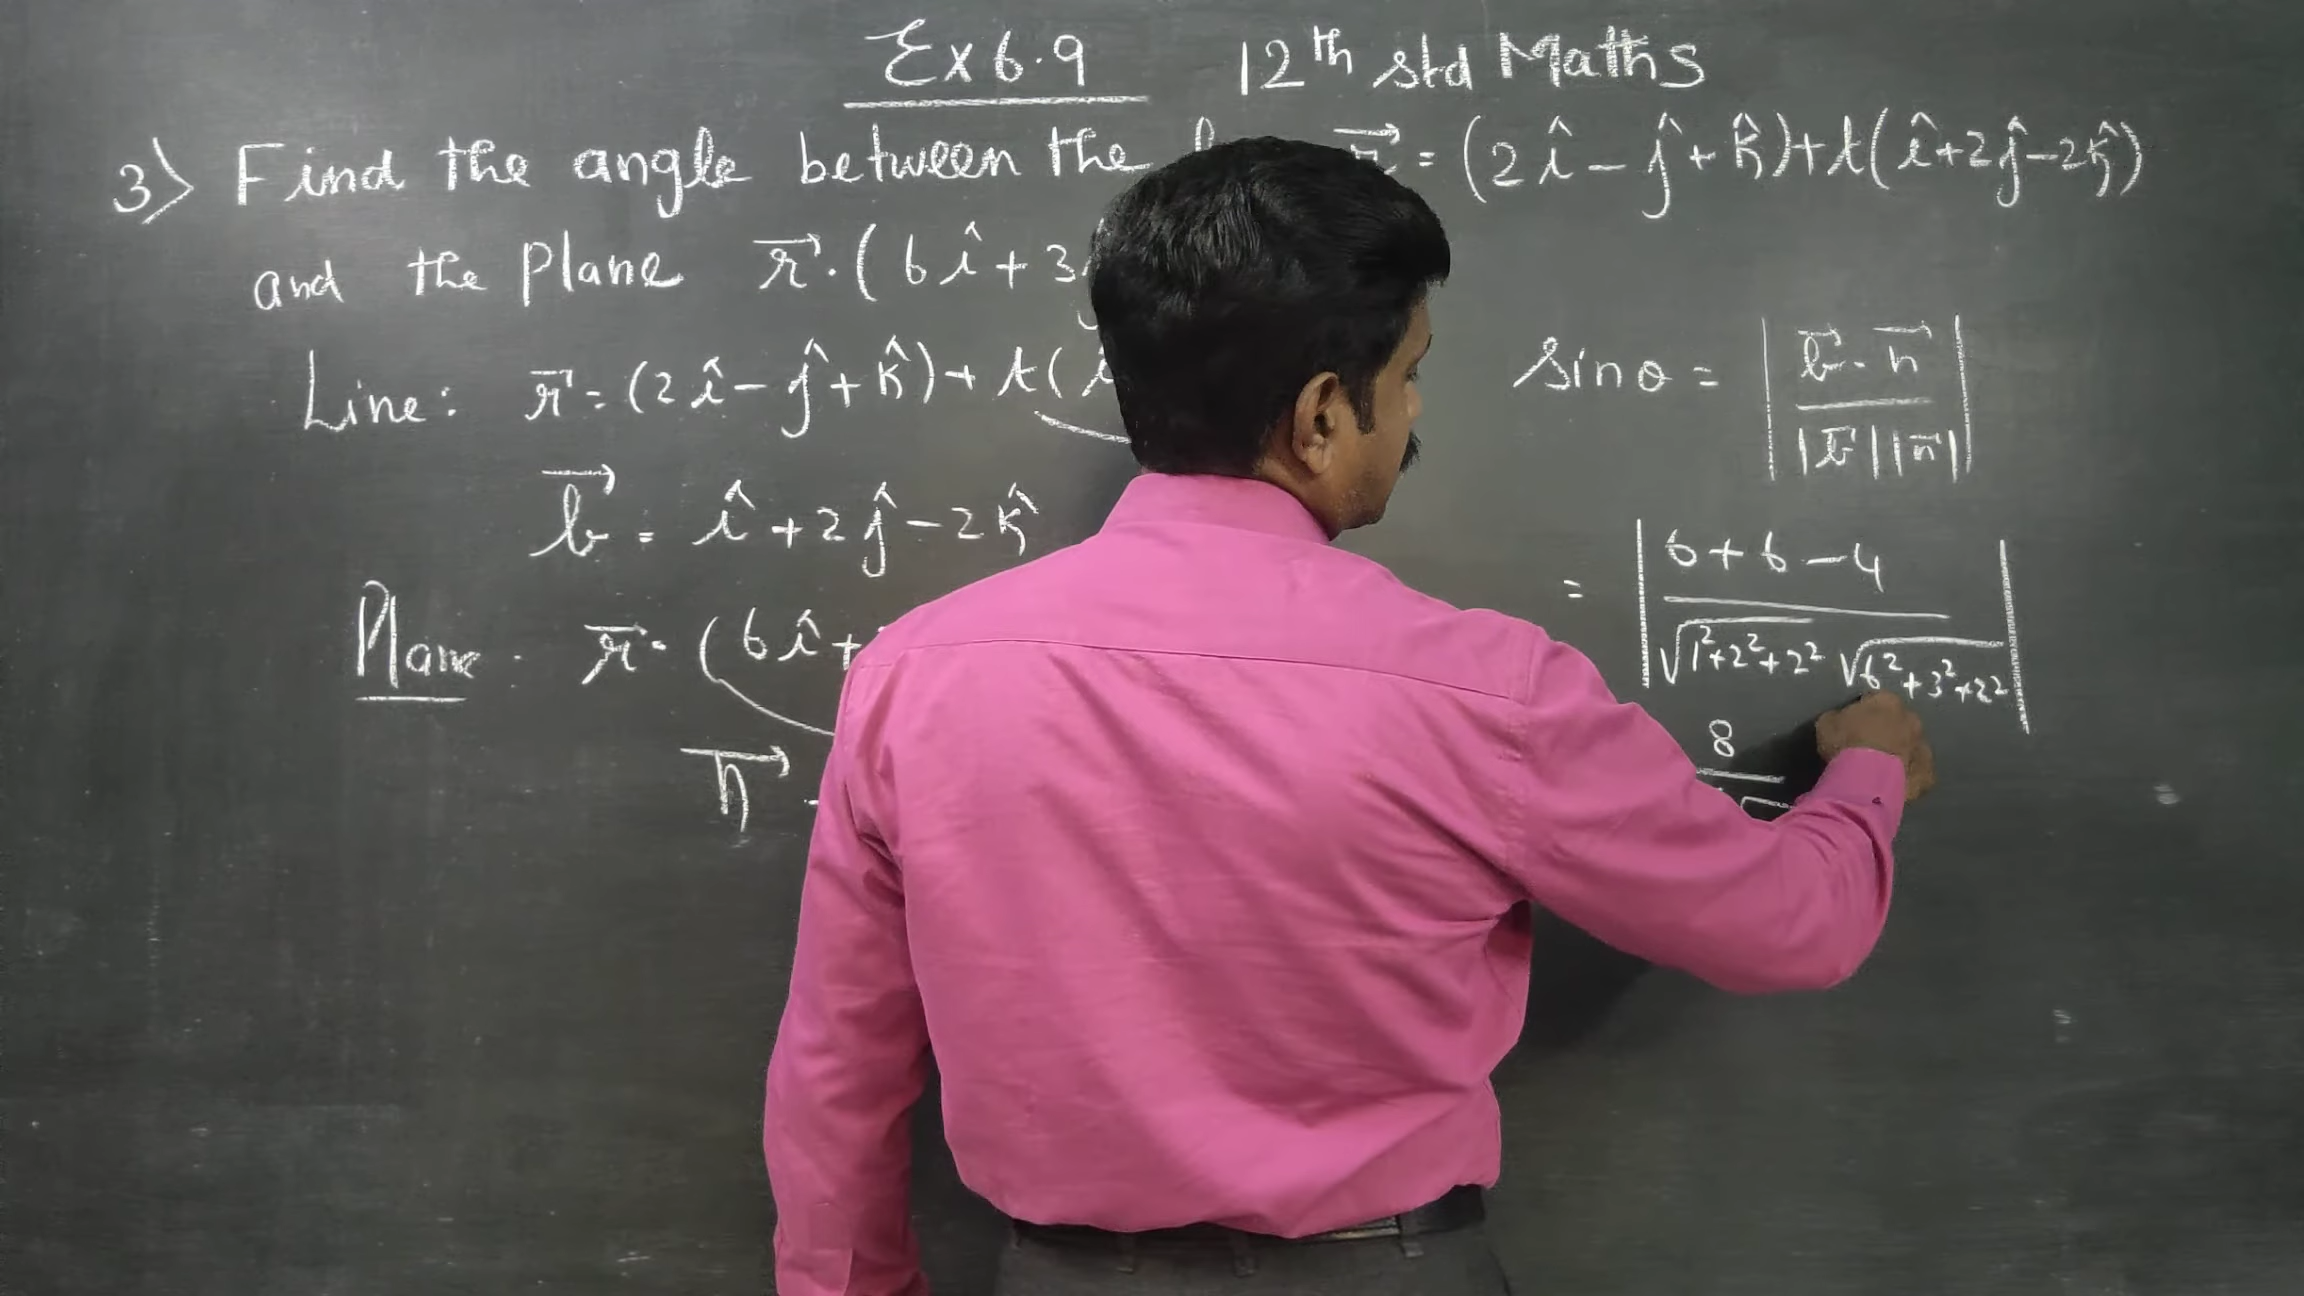 Ex 6.9 12th std Maths
3) Find the angle between the r⃗ = (2î - ĵ + k̂) + t(î + 2ĵ - 2k̂)
and the plane r⃗ · (6î + 3
Line: r⃗ = (2î - ĵ + k̂) + t(
sinθ = | b⃗ · n⃗ / |b⃗| |n⃗| |
b⃗ = î + 2ĵ - 2k̂
= | 6 + 6 - 4 / √1²+2²+2² √6²+3²+2² |
Plane · r⃗ · (6î +
n⃗
8